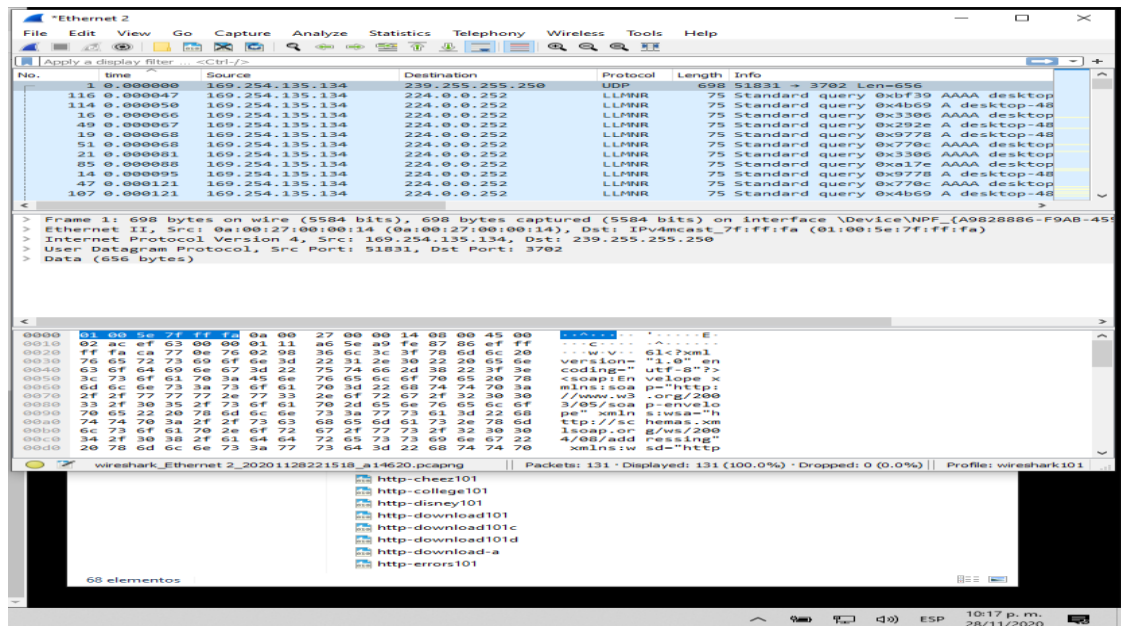 *Ethernet 2
File Edit View Go Capture Analyze Statistics Telephony Wireless Tools Help
Apply a display filter ... <Ctrl-/>
No. time Source Destination Protocol Length Info
1 0.000000 169.254.135.134 239.255.255.250 UDP 698 51831 → 3702 Len=656
116 0.000047 169.254.135.134 224.0.0.252 LLMNR 75 Standard query 0xbf39 AAAA desktop
114 0.000050 169.254.135.134 224.0.0.252 LLMNR 75 Standard query 0x4b69 A desktop-48
16 0.000066 169.254.135.134 224.0.0.252 LLMNR 75 Standard query 0x3306 AAAA desktop
49 0.000067 169.254.135.134 224.0.0.252 LLMNR 75 Standard query 0x292e A desktop-48
19 0.000068 169.254.135.134 224.0.0.252 LLMNR 75 Standard query 0x9778 A desktop-48
51 0.000068 169.254.135.134 224.0.0.252 LLMNR 75 Standard query 0x770c AAAA desktop
21 0.000081 169.254.135.134 224.0.0.252 LLMNR 75 Standard query 0x3306 AAAA desktop
85 0.000088 169.254.135.134 224.0.0.252 LLMNR 75 Standard query 0xa17e AAAA desktop
14 0.000095 169.254.135.134 224.0.0.252 LLMNR 75 Standard query 0x9778 A desktop-48
47 0.000121 169.254.135.134 224.0.0.252 LLMNR 75 Standard query 0x770c AAAA desktop
107 0.000121 169.254.135.134 224.0.0.252 LLMNR 75 Standard query 0x4b69 A desktop-48
> Frame 1: 698 bytes on wire (5584 bits), 698 bytes captured (5584 bits) on interface \Device\NPF_{A9828886-F9AB-455
> Ethernet II, Src: 0a:00:27:00:00:14 (0a:00:27:00:00:14), Dst: IPv4mcast_7f:ff:fa (01:00:5e:7f:ff:fa)
> Internet Protocol Version 4, Src: 169.254.135.134, Dst: 239.255.255.250
> User Datagram Protocol, Src Port: 51831, Dst Port: 3702
> Data (656 bytes)
0000 01 00 5e 7f ff fa 0a 00 27 00 00 14 08 00 45 00 ··^····· '·····E·
0010 02 ac ef 63 00 00 01 11 a6 5e a9 fe 87 86 ef ff ···c···· ·^······
0020 ff fa ca 77 0e 76 02 98 36 6c 3c 3f 78 6d 6c 20 ···w·v·· 6l<?xml
0030 76 65 72 73 69 6f 6e 3d 22 31 2e 30 22 20 65 6e version= "1.0" en
0040 63 6f 64 69 6e 67 3d 22 75 74 66 2d 38 22 3f 3e coding=" utf-8"?>
0050 3c 73 6f 61 70 3a 45 6e 76 65 6c 6f 70 65 20 78 <soap:En velope x
0060 6d 6c 6e 73 3a 73 6f 61 70 3d 22 68 74 74 70 3a mlns:soa p="http:
0070 2f 2f 77 77 77 2e 77 33 2e 6f 72 67 2f 32 30 30 //www.w3 .org/200
0080 33 2f 30 35 2f 73 6f 61 70 2d 65 6e 76 65 6c 6f 3/05/soa p-envelo
0090 70 65 22 20 78 6d 6c 6e 73 3a 77 73 61 3d 22 68 pe" xmln s:wsa="h
00a0 74 74 70 3a 2f 2f 73 63 68 65 6d 61 73 2e 78 6d ttp://sc hemas.xm
00b0 6c 73 6f 61 70 2e 6f 72 67 2f 77 73 2f 32 30 30 lsoap.or g/ws/200
00c0 34 2f 30 38 2f 61 64 64 72 65 73 73 69 6e 67 22 4/08/add ressing"
00d0 20 78 6d 6c 6e 73 3a 77 73 64 3d 22 68 74 74 70 xmlns:w sd="http
wireshark_Ethernet 2_20201128221518_a14620.pcapng Packets: 131 · Displayed: 131 (100.0%) · Dropped: 0 (0.0%) Profile: wireshark101
http-cheez101
http-college101
http-disney101
http-download101
http-download101c
http-download101d
http-download-a
http-errors101
68 elementos
ESP 10:17 p. m.
28/11/2020